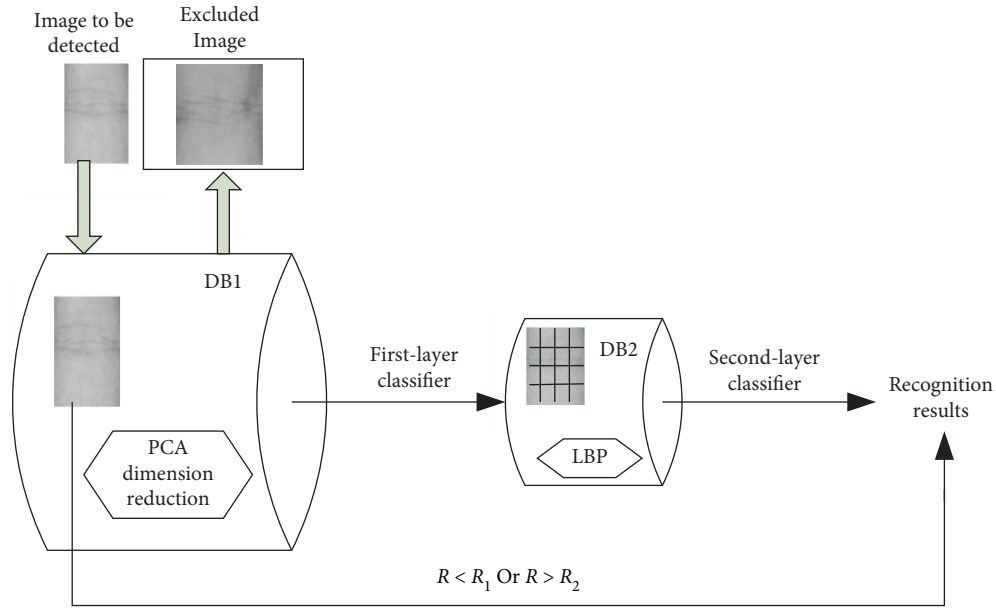 Image to be
detected
Excluded
Image
DB1
PCA
dimension
reduction
First-layer
classifier
DB2
LBP
Second-layer
classifier
Recognition
results
R < R₁ Or R > R₂